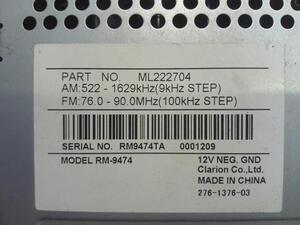 PART NO. ML222704
AM:522 - 1629kHz(9kHz STEP)
FM:76.0 - 90.0MHz(100kHz STEP)
SERIAL NO. RM9474TA 0001209
MODEL RM-9474
12V NEG. GND
Clarion Co.,Ltd.
MADE IN CHINA
276-1376-03